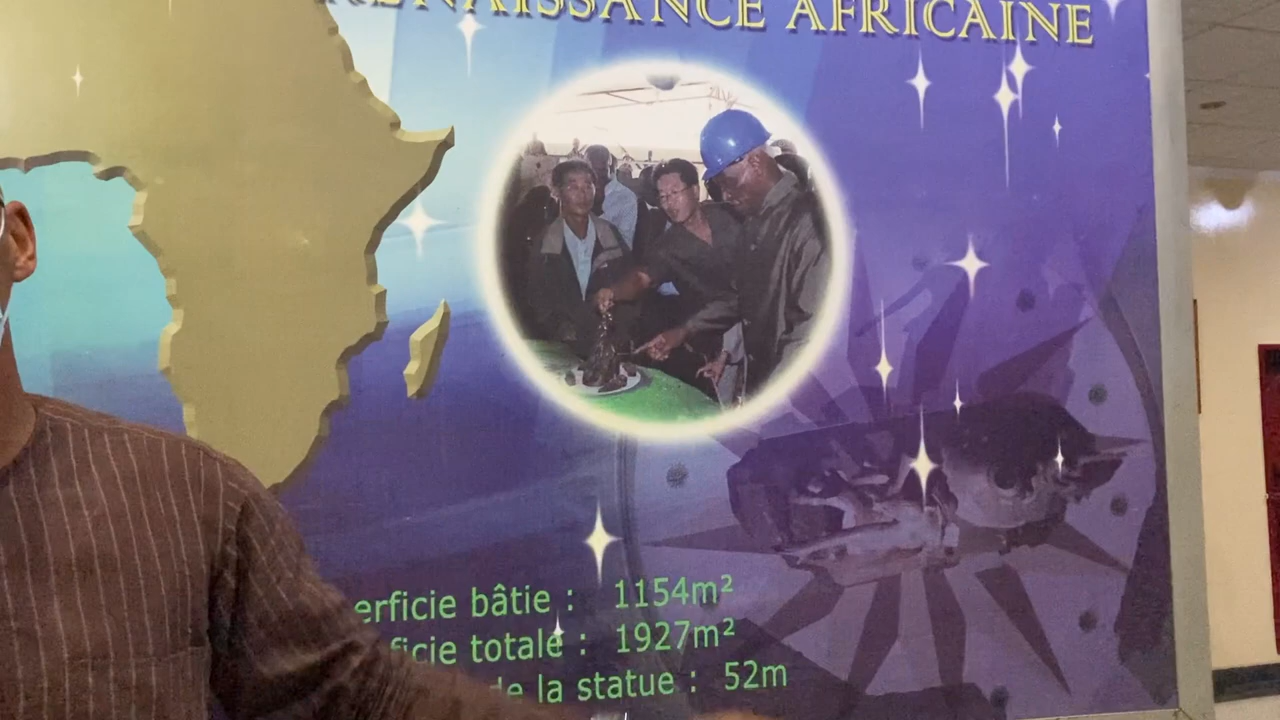 RENAISSANCE AFRICAINE
erficie bâtie : 1154m²
ficie totale : 1927m²
de la statue : 52m